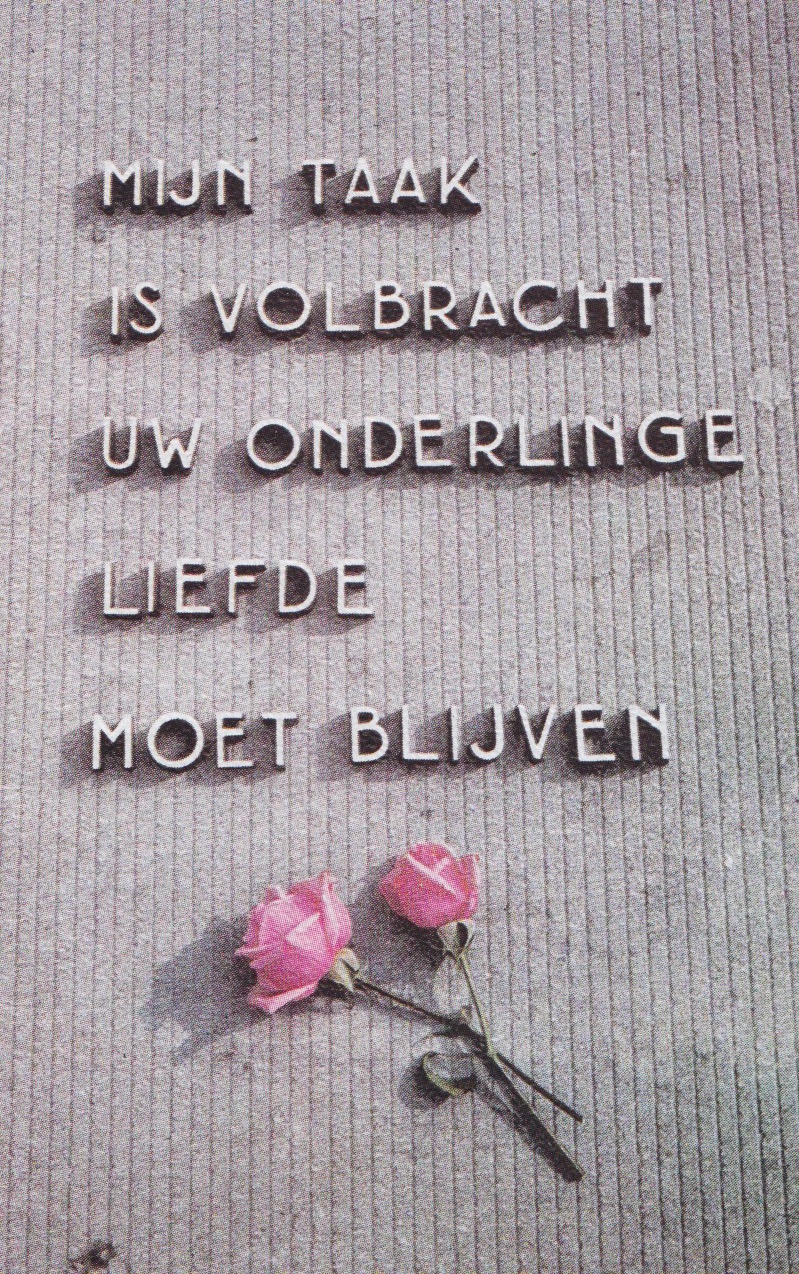 MIJN TAAK
IS VOLBRACHT
UW ONDERLINGE
LIEFDE
MOET BLIJVEN